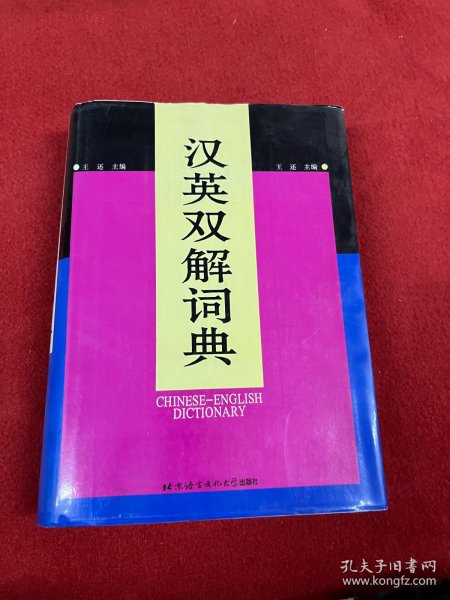 王还 主编
王还 主编
汉英双解词典
CHINESE-ENGLISH
DICTIONARY
北京语言文化大学出版社
孔夫子旧书网
www.kongfz.com